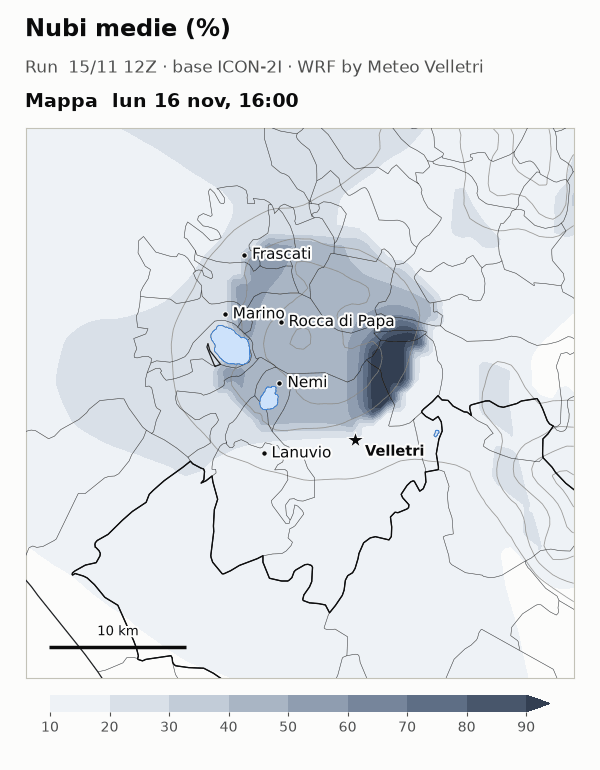 Nubi medie (%)
Run  15/11 12Z · base ICON-2I · WRF by Meteo Velletri
Mappa  lun 16 nov, 16:00
Frascati
Marino
Rocca di Papa
Nemi
Velletri
Lanuvio
10 km
10 20 30 40 50 60 70 80 90